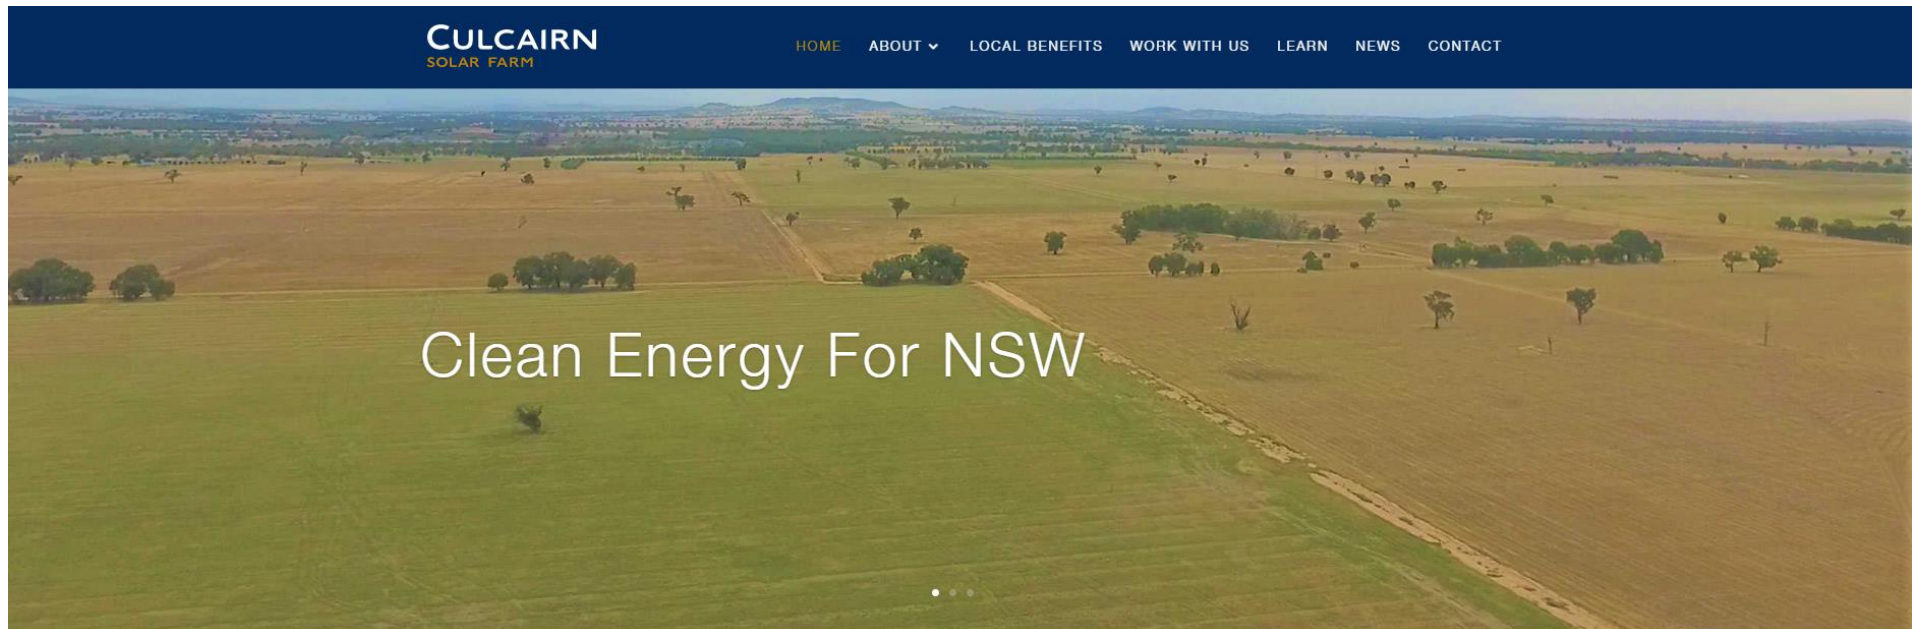 CULCAIRN
SOLAR FARM
HOME ABOUT LOCAL BENEFITS WORK WITH US LEARN NEWS CONTACT
Clean Energy For NSW